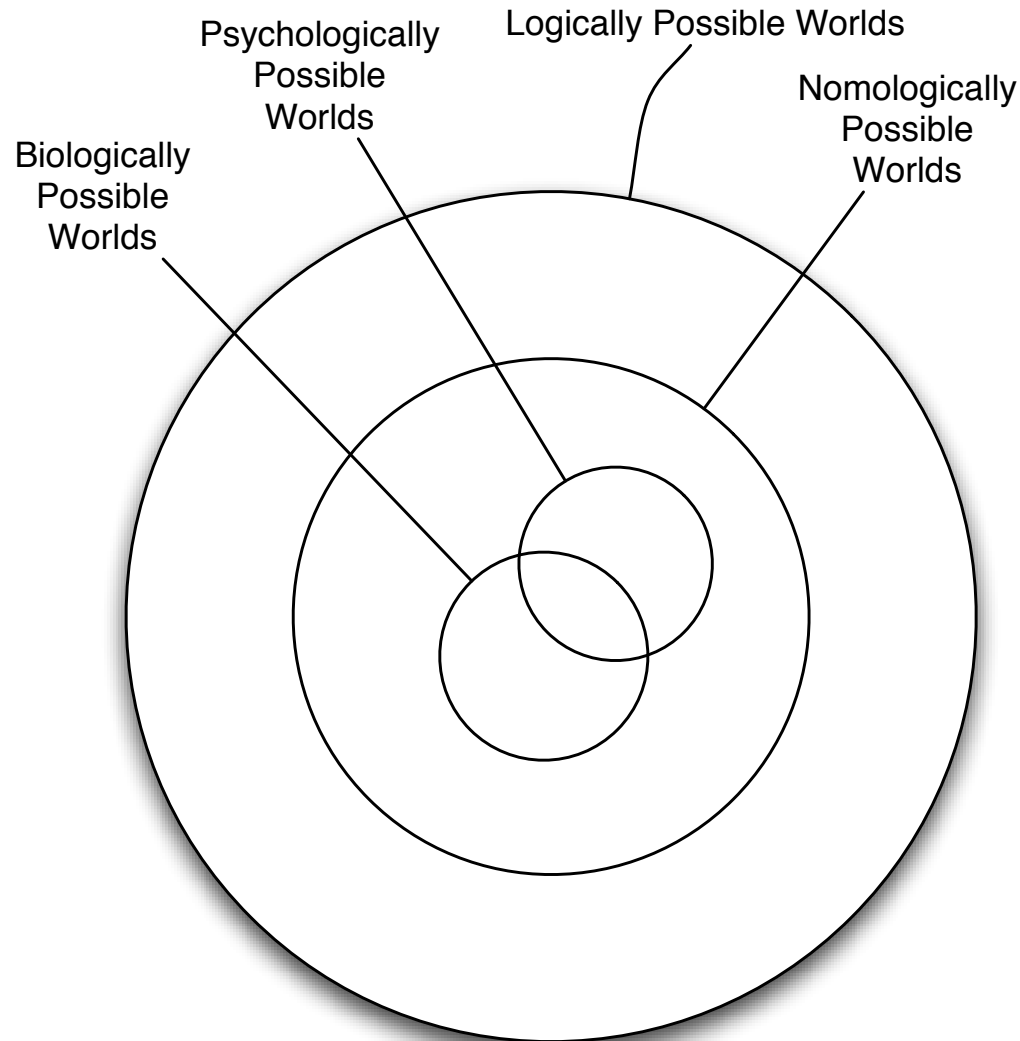 Psychologically
Possible
Worlds
Logically Possible Worlds
Nomologically
Possible
Worlds
Biologically
Possible
Worlds